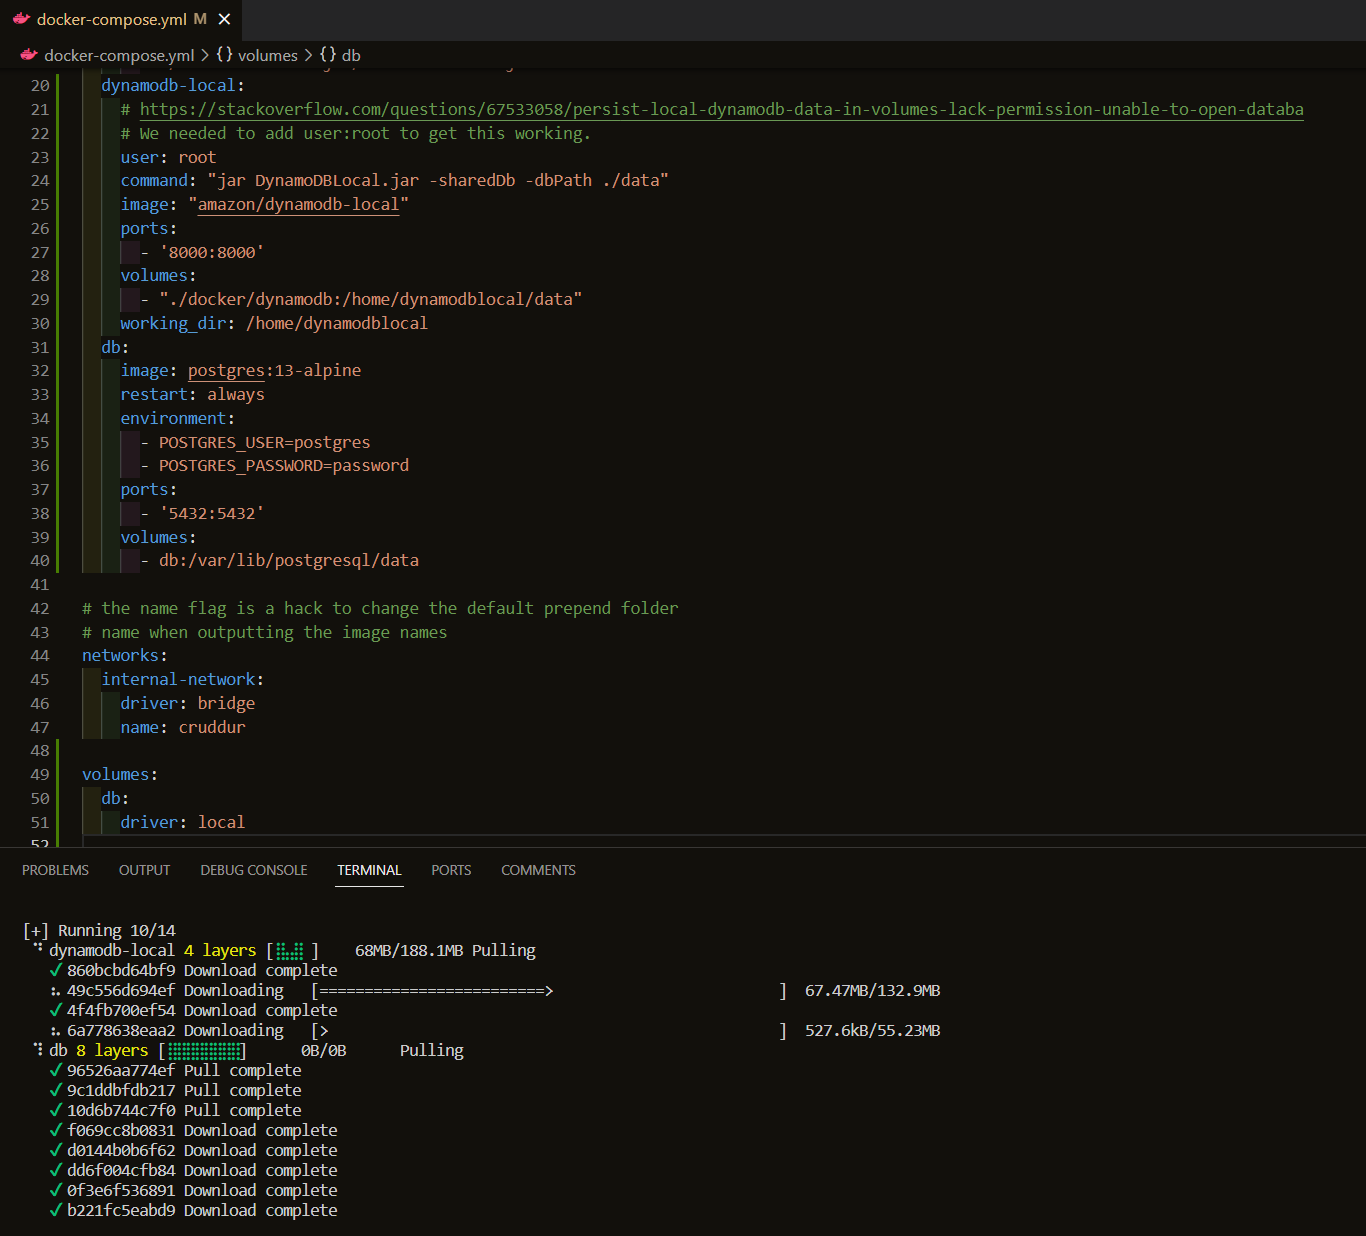 docker-compose.yml M
docker-compose.yml > {} volumes > {} db
20 dynamodb-local:
21 # https://stackoverflow.com/questions/67533058/persist-local-dynamodb-data-in-volumes-lack-permission-unable-to-open-databa
22 # We needed to add user:root to get this working.
23 user: root
24 command: "jar DynamoDBLocal.jar -sharedDb -dbPath ./data"
25 image: "amazon/dynamodb-local"
26 ports:
27 - '8000:8000'
28 volumes:
29 - "./docker/dynamodb:/home/dynamodblocal/data"
30 working_dir: /home/dynamodblocal
31 db:
32 image: postgres:13-alpine
33 restart: always
34 environment:
35 - POSTGRES_USER=postgres
36 - POSTGRES_PASSWORD=password
37 ports:
38 - '5432:5432'
39 volumes:
40 - db:/var/lib/postgresql/data
41
42 # the name flag is a hack to change the default prepend folder
43 # name when outputting the image names
44 networks:
45 internal-network:
46 driver: bridge
47 name: cruddur
48
49 volumes:
50 db:
51 driver: local
52
PROBLEMS OUTPUT DEBUG CONSOLE TERMINAL PORTS COMMENTS
[+] Running 10/14
dynamodb-local 4 layers [⣿⣤⣿ ] 68MB/188.1MB Pulling
✓ 860bcbd64bf9 Download complete
49c556d694ef Downloading [=========================> ] 67.47MB/132.9MB
✓ 4f4fb700ef54 Download complete
6a778638eaa2 Downloading [> ] 527.6kB/55.23MB
db 8 layers [⣿⣿⣿⣿⣿⣿⣿⣿] 0B/0B Pulling
✓ 96526aa774ef Pull complete
✓ 9c1ddbfdb217 Pull complete
✓ 10d6b744c7f0 Pull complete
✓ f069cc8b0831 Download complete
✓ d0144b0b6f62 Download complete
✓ dd6f004cfb84 Download complete
✓ 0f3e6f536891 Download complete
✓ b221fc5eabd9 Download complete